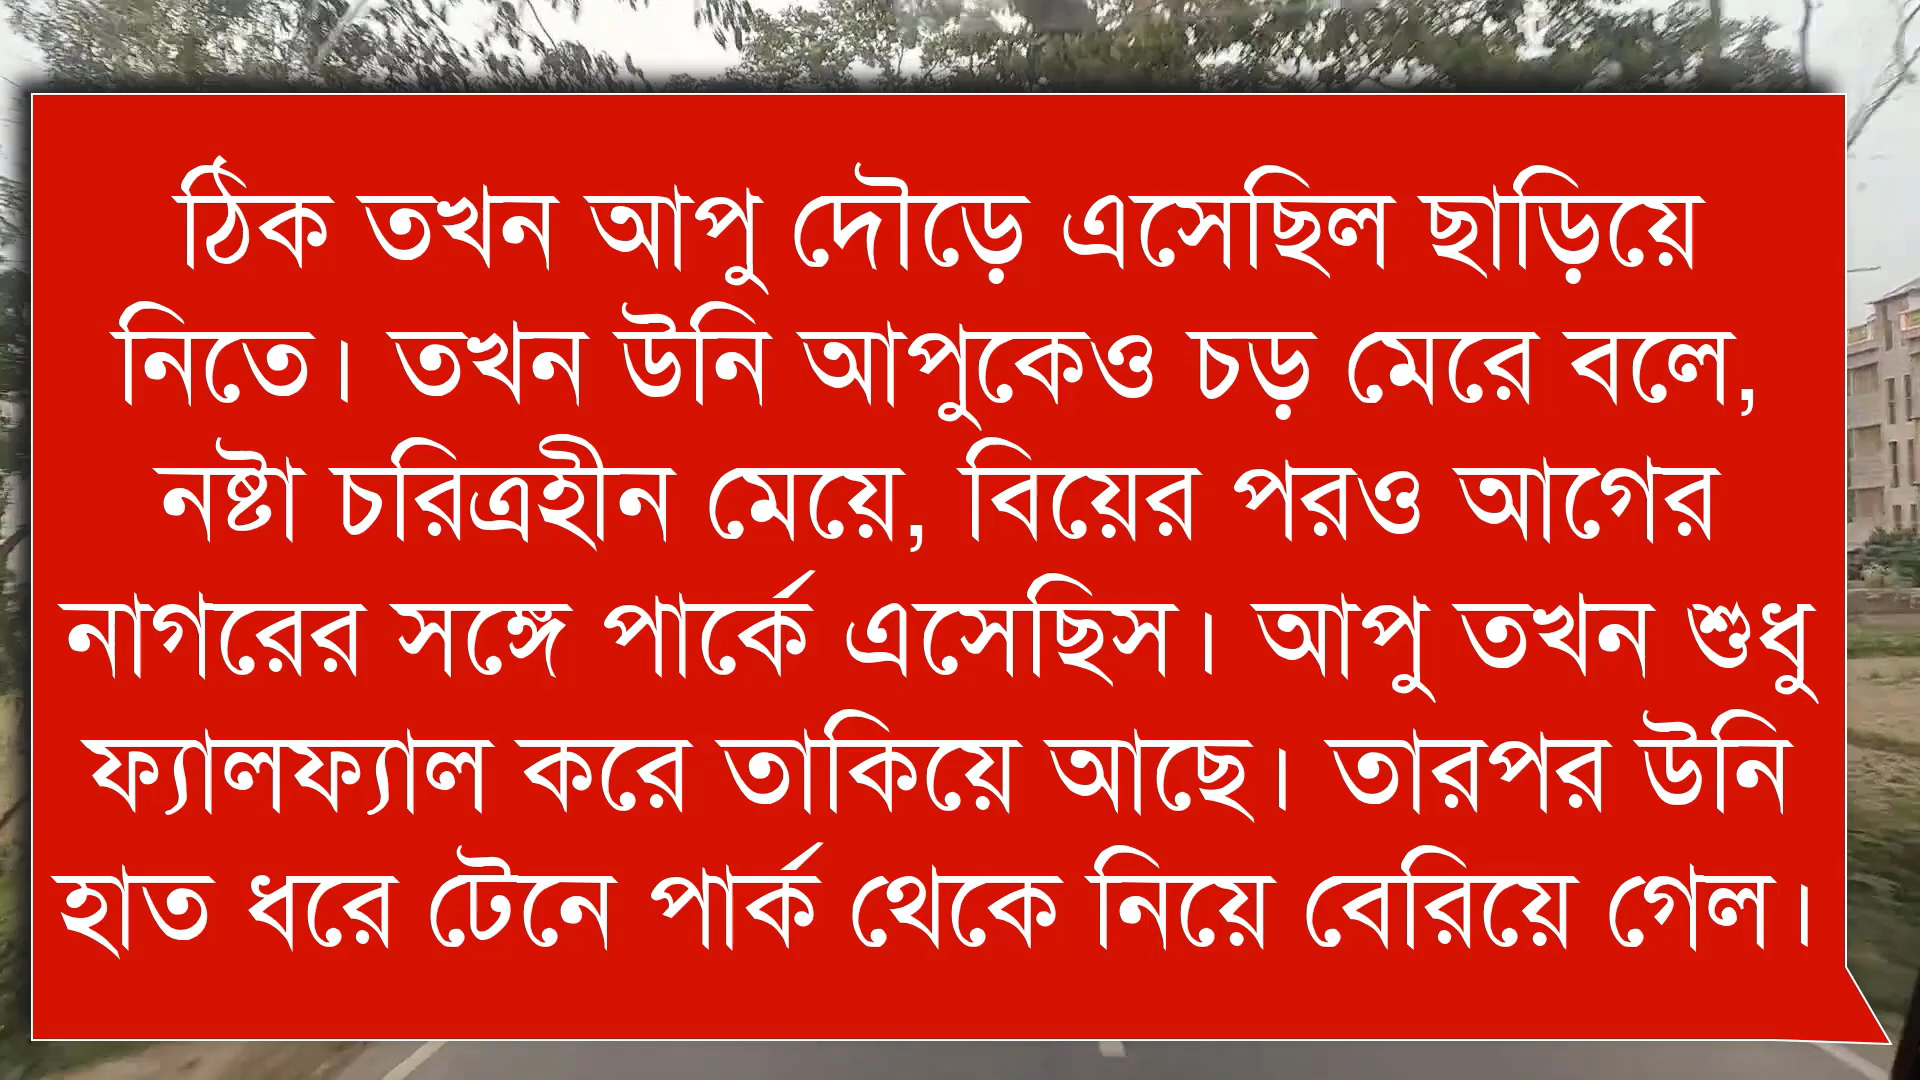 ঠিক তখন আপু দৌড়ে এসেছিল ছাড়িয়ে
নিতে। তখন উনি আপুকেও চড় মেরে বলে,
নষ্টা চরিত্রহীন মেয়ে, বিয়ের পরও আগের
নাগরের সঙ্গে পার্কে এসেছিস। আপু তখন শুধু
ফ্যালফ্যাল করে তাকিয়ে আছে। তারপর উনি
হাত ধরে টেনে পার্ক থেকে নিয়ে বেরিয়ে গেল।